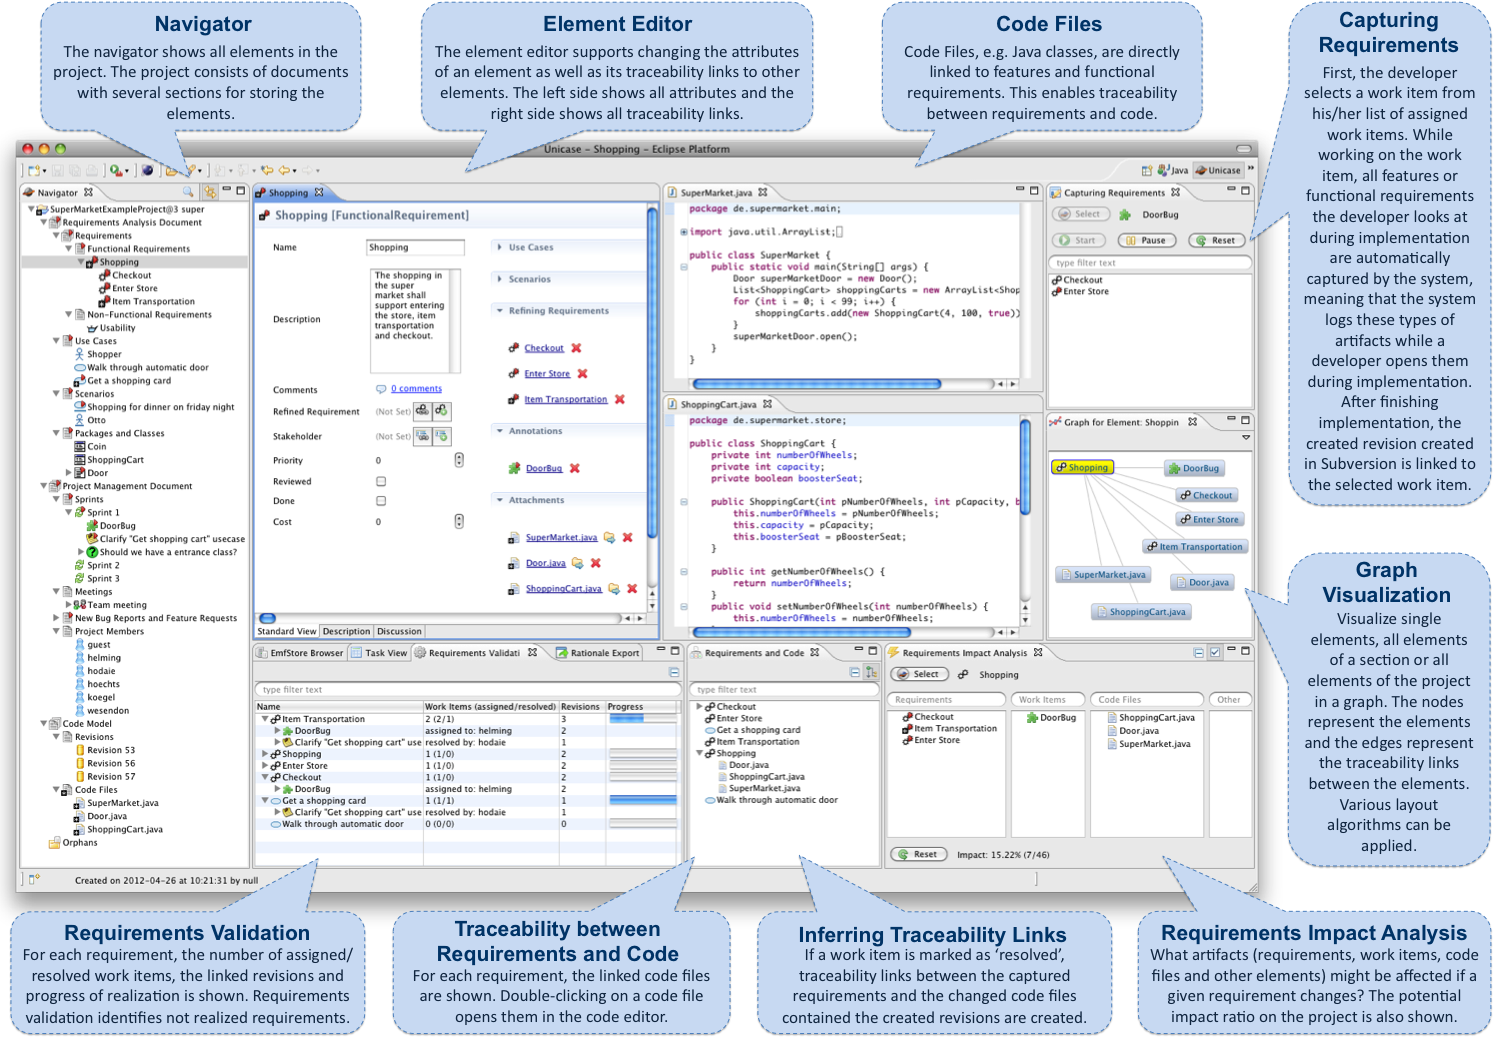 Navigator
The navigator shows all elements in the
project. The project consists of documents
with several sections for storing the
elements.
Element Editor
The element editor supports changing the attributes
of an element as well as its traceability links to other
elements. The left side shows all attributes and the
right side shows all traceability links.
Code Files
Code Files, e.g. Java classes, are directly
linked to features and functional
requirements. This enables traceability
between requirements and code.
Capturing
Requirements
First, the developer
selects a work item from
his/her list of assigned
work items. While
working on the work
item, all features or
functional requirements
the developer looks at
during implementation
are automatically
captured by the system,
meaning that the system
logs these types of
artifacts while a
developer opens them
during implementation.
After finishing
implementation, the
created revision created
in Subversion is linked to
the selected work item.
Unicase - Shopping - Eclipse Platform
Java
Unicase
Navigator
SuperMarketExampleProject@3 super
Requirements Analysis Document
Requirements
Functional Requirements
Shopping
Checkout
Enter Store
Item Transportation
Non-Functional Requirements
Usability
Use Cases
Shopper
Walk through automatic door
Get a shopping card
Scenarios
Shopping for dinner on friday night
Otto
Packages and Classes
Coin
ShoppingCart
Door
Project Management Document
Sprints
Sprint 1
DoorBug
Clarify "Get shopping cart" usecase
Should we have a entrance class?
Sprint 2
Sprint 3
Meetings
Team meeting
New Bug Reports and Feature Requests
Project Members
guest
helming
hodaie
hoechts
koegel
wesendon
Code Model
Revisions
Revision 53
Revision 56
Revision 57
Code Files
SuperMarket.java
Door.java
ShoppingCart.java
Orphans
Shopping
Shopping [FunctionalRequirement]
Name
Shopping
Description
The shopping in
the super
market shall
support entering
the store, item
transportation
and checkout.
Comments
0 comments
Refined Requirement
(Not Set)
Stakeholder
(Not Set)
Priority
0
Reviewed
Done
Cost
0
Use Cases
Scenarios
Refining Requirements
Checkout
Enter Store
Item Transportation
Annotations
DoorBug
Attachments
SuperMarket.java
Door.java
ShoppingCart.java
Standard View
Description
Discussion
SuperMarket.java
package de.supermarket.main;
import java.util.ArrayList;
public class SuperMarket {
public static void main(String[] args) {
Door superMarketDoor = new Door();
List<ShoppingCart> shoppingCarts = new ArrayList<Shop
for (int i = 0; i < 99; i++) {
shoppingCarts.add(new ShoppingCart(4, 100, true))
}
superMarketDoor.open();
}
}
ShoppingCart.java
package de.supermarket.store;
public class ShoppingCart {
private int numberOfWheels;
private int capacity;
private boolean boosterSeat;
public ShoppingCart(int pNumberOfWheels, int pCapacity, b
this.numberOfWheels = pNumberOfWheels;
this.capacity = pCapacity;
this.boosterSeat = pBoosterSeat;
}
public int getNumberOfWheels() {
return numberOfWheels;
}
public void setNumberOfWheels(int numberOfWheels) {
this.numberOfWheels = numberOfWheels;
Capturing Requirements
Select
DoorBug
Start
Pause
Reset
type filter text
Checkout
Enter Store
Graph for Element: Shoppin
Shopping
DoorBug
Checkout
Enter Store
Item Transportation
SuperMarket.java
Door.java
ShoppingCart.java
Graph
Visualization
Visualize single
elements, all elements
of a section or all
elements of the project
in a graph. The nodes
represent the elements
and the edges represent
the traceability links
between the elements.
Various layout
algorithms can be
applied.
EmfStore Browser
Task View
Requirements Validati
Rationale Export
type filter text
Name Work Items (assigned/resolved) Revisions Progress
Item Transportation 2 (2/1) 3
DoorBug assigned to: helming 2
Clarify "Get shopping cart" use resolved by: hodaie 1
Shopping 1 (1/0) 2
Enter Store 1 (1/0) 2
Checkout 1 (1/0) 2
DoorBug assigned to: helming 2
Get a shopping card 1 (1/1) 1
Clarify "Get shopping cart" use resolved by: hodaie 1
Walk through automatic door 0 (0/0) 0
Requirements and Code
type filter text
Checkout
Enter Store
Get a shopping card
Item Transportation
Shopping
Door.java
ShoppingCart.java
SuperMarket.java
Walk through automatic door
Requirements Impact Analysis
Select
Shopping
Requirements
Work Items
Code Files
Other
Checkout
Item Transportation
Enter Store
DoorBug
ShoppingCart.java
Door.java
SuperMarket.java
Reset
Impact: 15.22% (7/46)
Created on 2012-04-26 at 10:21:31 by null
Requirements Validation
For each requirement, the number of assigned/
resolved work items, the linked revisions and
progress of realization is shown. Requirements
validation identifies not realized requirements.
Traceability between
Requirements and Code
For each requirement, the linked code files
are shown. Double-clicking on a code file
opens them in the code editor.
Inferring Traceability Links
If a work item is marked as ‘resolved’,
traceability links between the captured
requirements and the changed code files
contained the created revisions are created.
Requirements Impact Analysis
What artifacts (requirements, work items, code
files and other elements) might be affected if a
given requirement changes? The potential
impact ratio on the project is also shown.